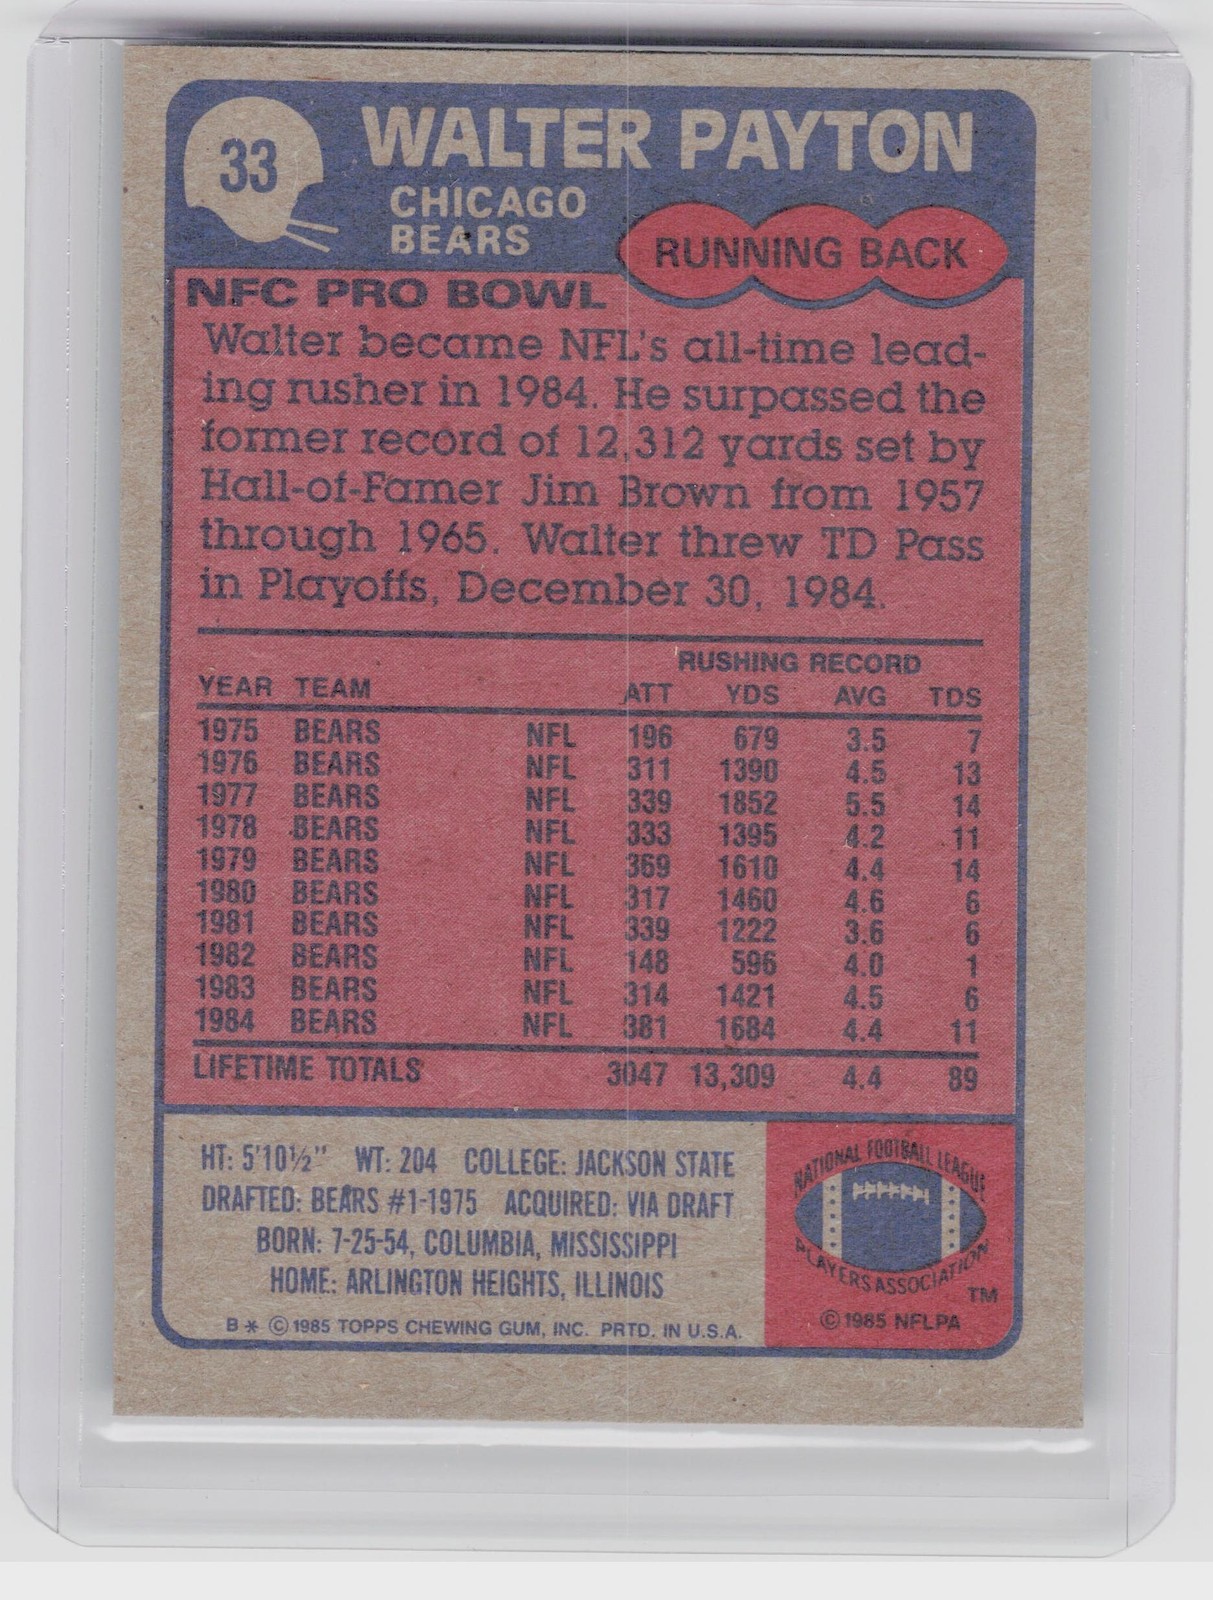 33
WALTER PAYTON
CHICAGO
BEARS
RUNNING BACK
NFC PRO BOWL
Walter became NFL's all-time lead-
ing rusher in 1984. He surpassed the
former record of 12,312 yards set by
Hall-of-Famer Jim Brown from 1957
through 1965. Walter threw TD Pass
in Playoffs, December 30, 1984.
RUSHING RECORD
YEAR TEAM ATT YDS AVG TDS
1975 BEARS NFL 196 679 3.5 7
1976 BEARS NFL 311 1390 4.5 13
1977 BEARS NFL 339 1852 5.5 14
1978 BEARS NFL 333 1395 4.2 11
1979 BEARS NFL 369 1610 4.4 14
1980 BEARS NFL 317 1460 4.6 6
1981 BEARS NFL 339 1222 3.6 6
1982 BEARS NFL 148 596 4.0 1
1983 BEARS NFL 314 1421 4.5 6
1984 BEARS NFL 381 1684 4.4 11
LIFETIME TOTALS 3047 13,309 4.4 89
HT: 5'10½" WT: 204 COLLEGE: JACKSON STATE
DRAFTED: BEARS #1-1975 ACQUIRED: VIA DRAFT
BORN: 7-25-54, COLUMBIA, MISSISSIPPI
HOME: ARLINGTON HEIGHTS, ILLINOIS
B* © 1985 TOPPS CHEWING GUM, INC. PRTD. IN U.S.A.
NATIONAL FOOTBALL LEAGUE
PLAYERS ASSOCIATION
TM
© 1985 NFLPA